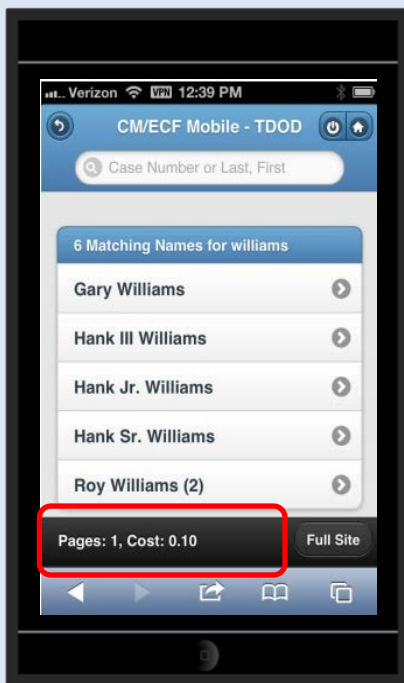 Verizon VPN 12:39 PM
CM/ECF Mobile - TDOD
Case Number or Last, First
6 Matching Names for williams
Gary Williams
Hank III Williams
Hank Jr. Williams
Hank Sr. Williams
Roy Williams (2)
Pages: 1, Cost: 0.10 Full Site